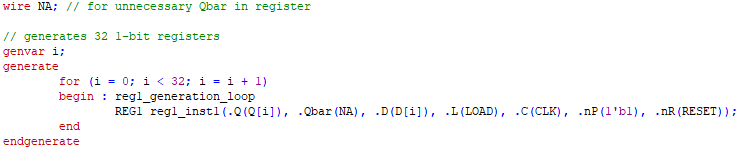 wire NA; // for unnecessary Qbar in register
// generates 32 1-bit registers
genvar i;
generate
for (i = 0; i < 32; i = i + 1)
begin : reg1_generation_loop
REG1 reg1_inst1(.Q(Q[i]), .Qbar(NA), .D(D[i]), .L(LOAD), .C(CLK), .nP(1'b1), .nR(RESET));
end
endgenerate